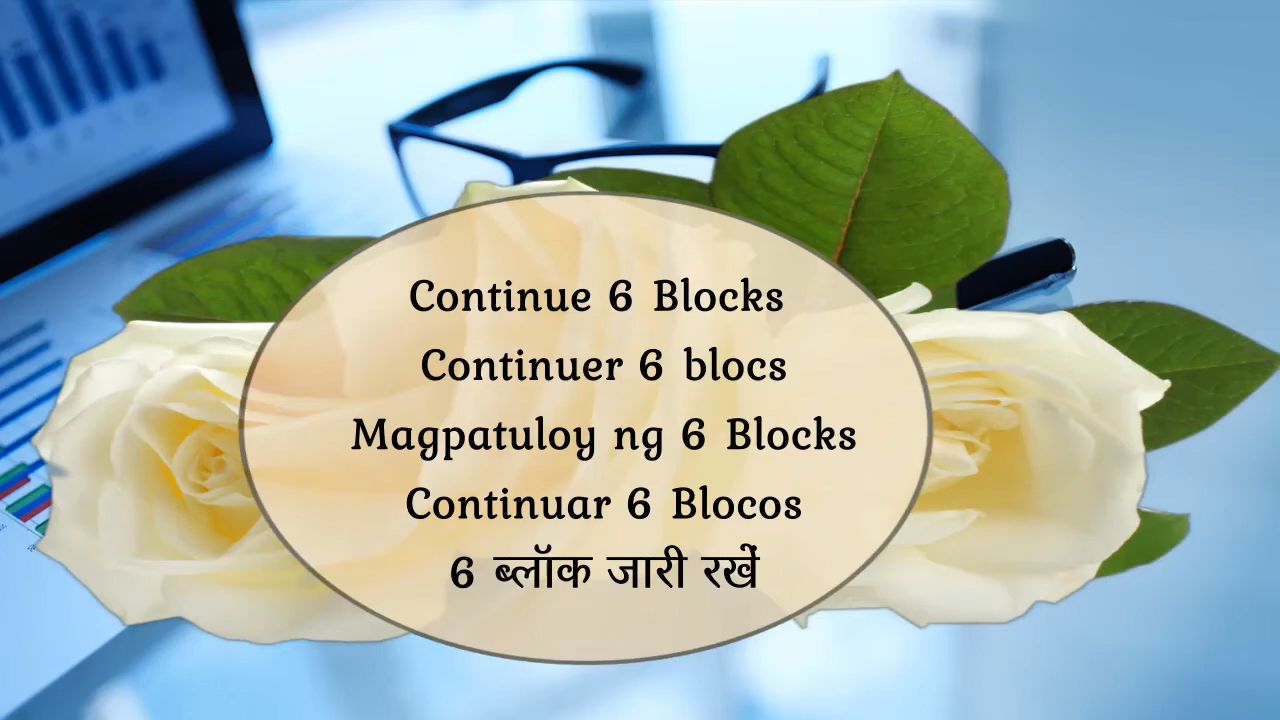 Continue 6 Blocks
Continuer 6 blocs
Magpatuloy ng 6 Blocks
Continuar 6 Blocos
6 ब्लॉक जारी रखें